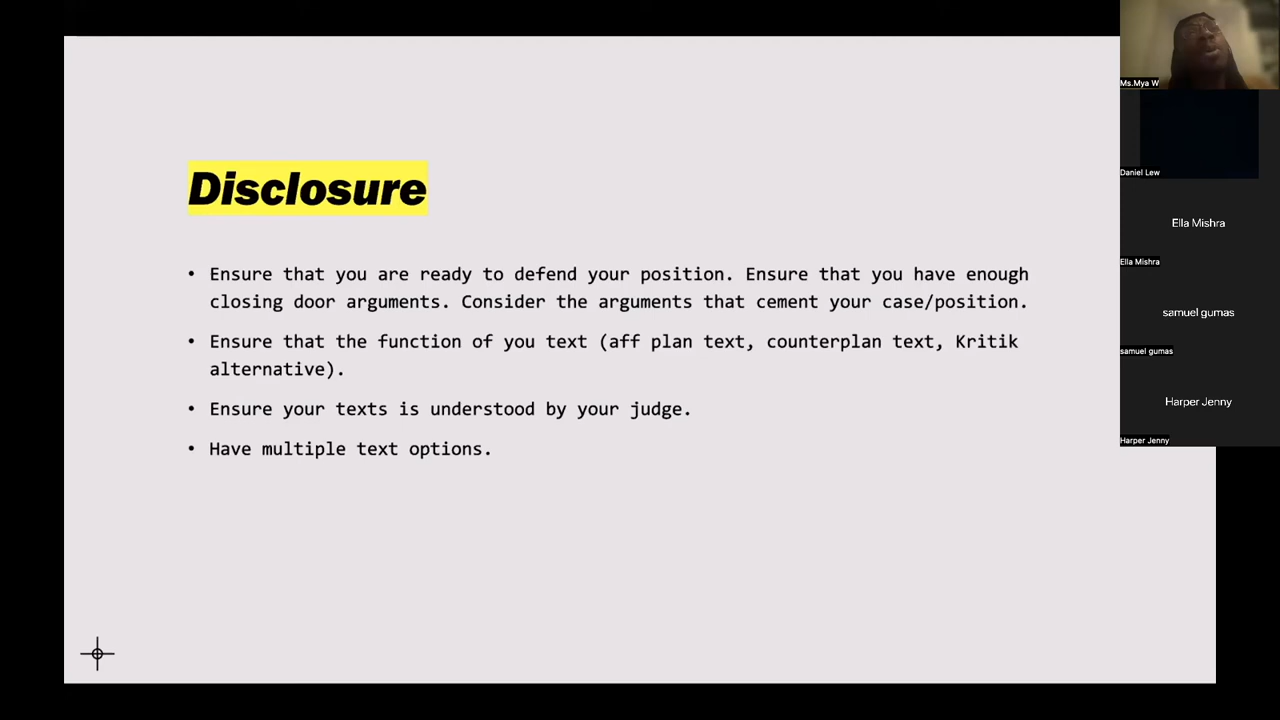 Disclosure
• Ensure that you are ready to defend your position. Ensure that you have enough
closing door arguments. Consider the arguments that cement your case/position.
• Ensure that the function of you text (aff plan text, counterplan text, Kritik
alternative).
• Ensure your texts is understood by your judge.
• Have multiple text options.
Ms.Mya W
Daniel Lew
Ella Mishra
Ella Mishra
samuel gumas
samuel gumas
Harper Jenny
Harper Jenny